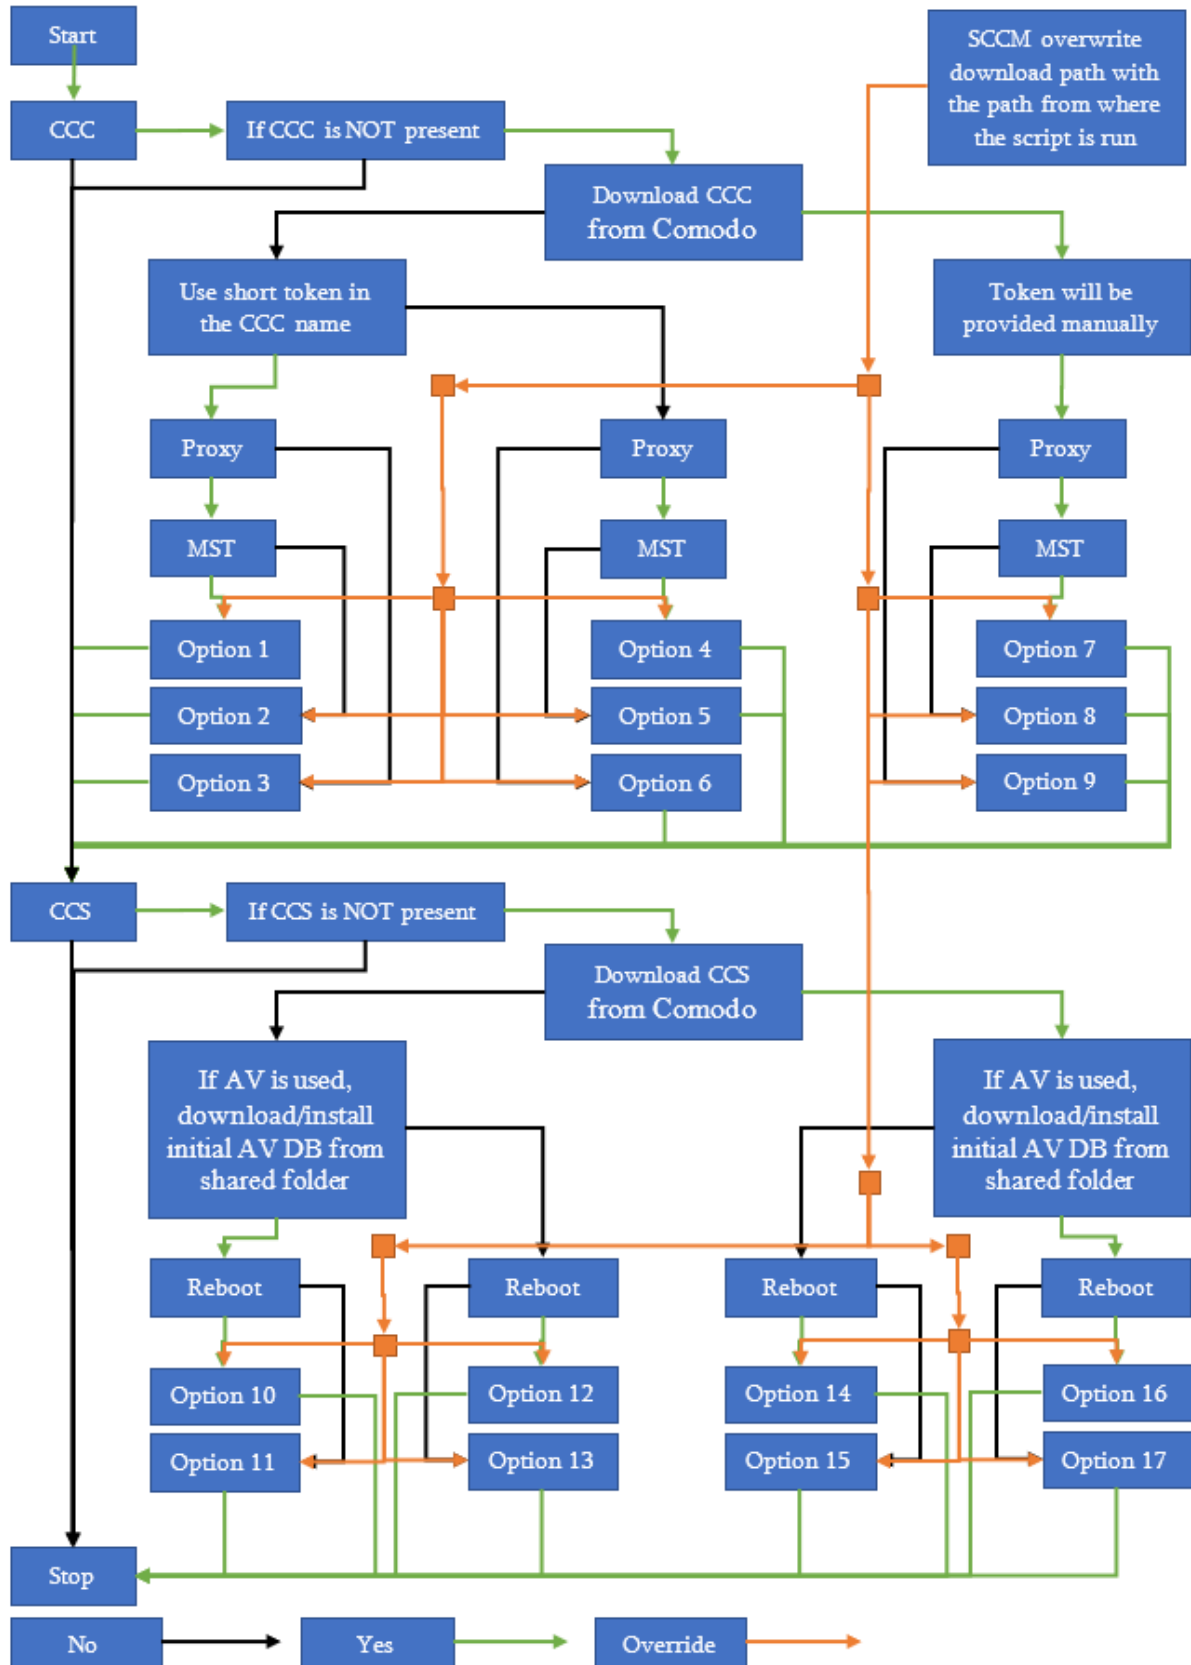 Start
SCCM overwrite
download path with
the path from where
the script is run
CCC
If CCC is NOT present
Download CCC
from Comodo
Use short token in
the CCC name
Token will be
provided manually
Proxy
Proxy
Proxy
MST
MST
MST
Option 1
Option 4
Option 7
Option 2
Option 5
Option 8
Option 3
Option 6
Option 9
CCS
If CCS is NOT present
Download CCS
from Comodo
If AV is used,
download/install
initial AV DB from
shared folder
If AV is used,
download/install
initial AV DB from
shared folder
Reboot
Reboot
Reboot
Reboot
Option 10
Option 12
Option 14
Option 16
Option 11
Option 13
Option 15
Option 17
Stop
No
Yes
Override